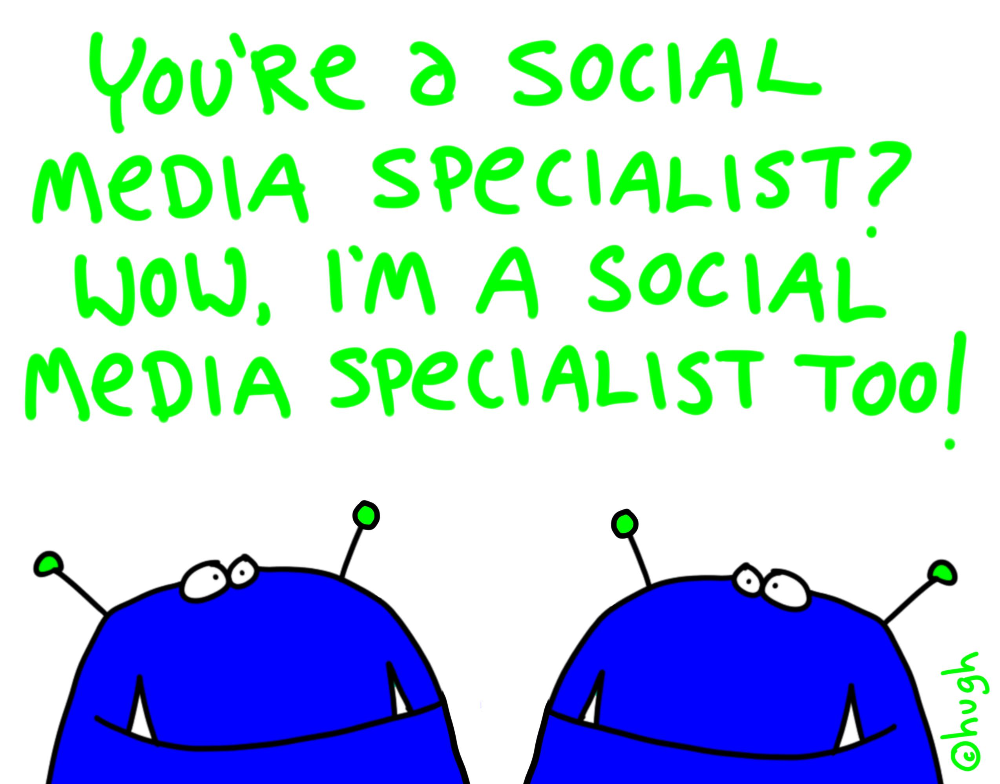 YOU'Re a SOCIAL
MeDIA SPeCIALIST?
WOW, I'M A SOCIAL
MeDIA SPeCIALIST TOO!
©hugh